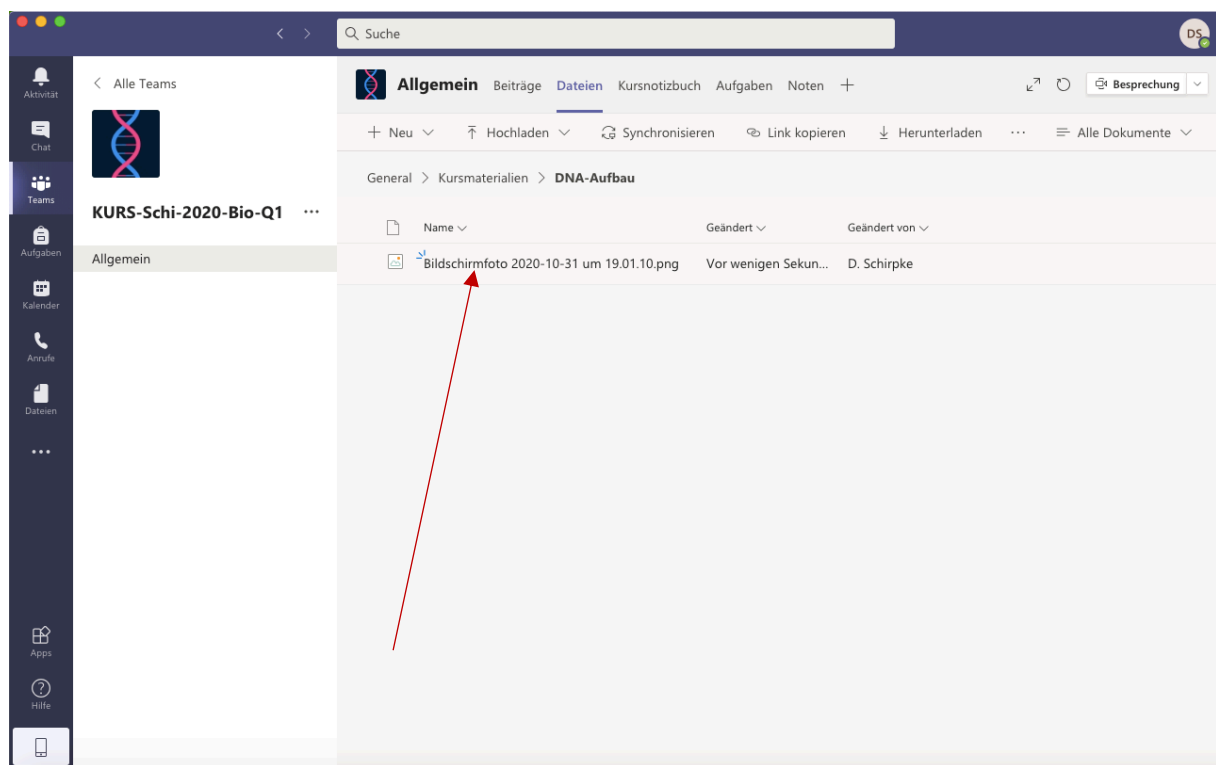 Suche
DS
Aktivität
Chat
Teams
Aufgaben
Kalender
Anrufe
Dateien
Apps
Hilfe
Alle Teams
KURS-Schi-2020-Bio-Q1 ···
Allgemein
Allgemein Beiträge Dateien Kursnotizbuch Aufgaben Noten + Besprechung
+ Neu Hochladen Synchronisieren Link kopieren Herunterladen ··· Alle Dokumente
General > Kursmaterialien > DNA-Aufbau
Name Geändert Geändert von
Bildschirmfoto 2020-10-31 um 19.01.10.png Vor wenigen Sekun... D. Schirpke